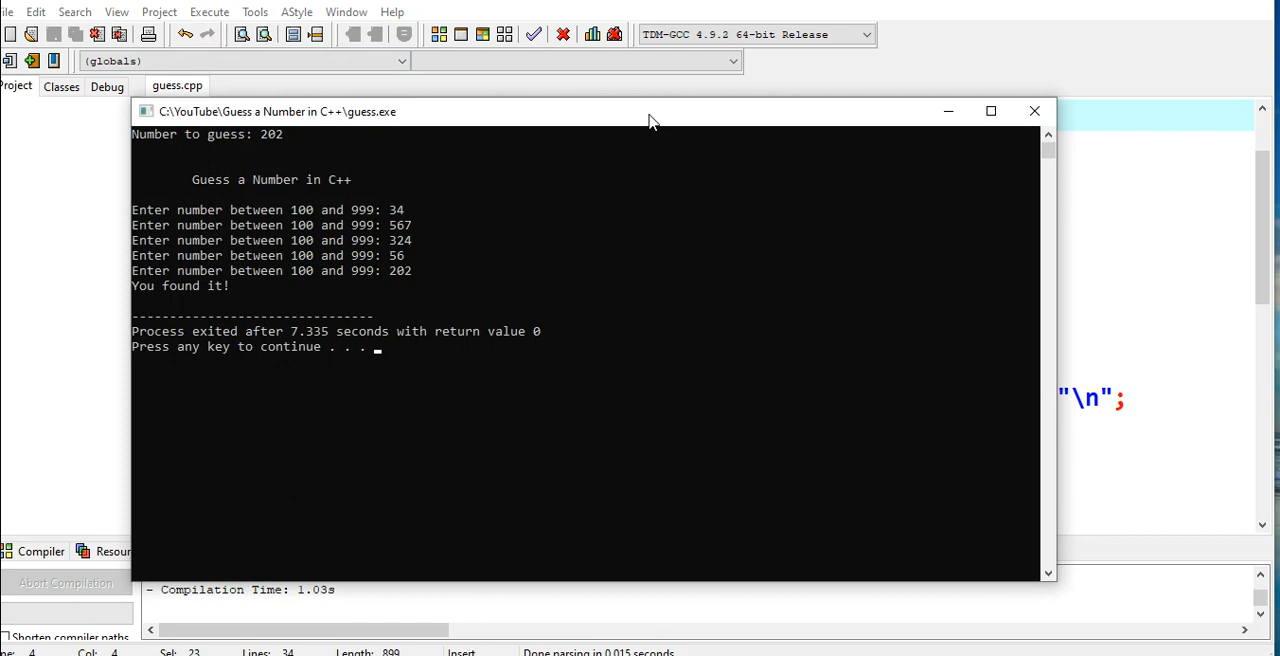 ile Edit Search View Project Execute Tools AStyle Window Help
TDM-GCC 4.9.2 64-bit Release
(globals)
Project Classes Debug guess.cpp
C:\YouTube\Guess a Number in C++\guess.exe
Number to guess: 202
Guess a Number in C++
Enter number between 100 and 999: 34
Enter number between 100 and 999: 567
Enter number between 100 and 999: 324
Enter number between 100 and 999: 56
Enter number between 100 and 999: 202
You found it!
--------------------------------
Process exited after 7.335 seconds with return value 0
Press any key to continue . . .
"\n";
Compiler Resour
Abort Compilation
- Compilation Time: 1.03s
Shorten compiler paths
ne: 4 Col: 4 Sel: 23 Lines: 34 Length: 899 Insert Done parsing in 0.015 seconds